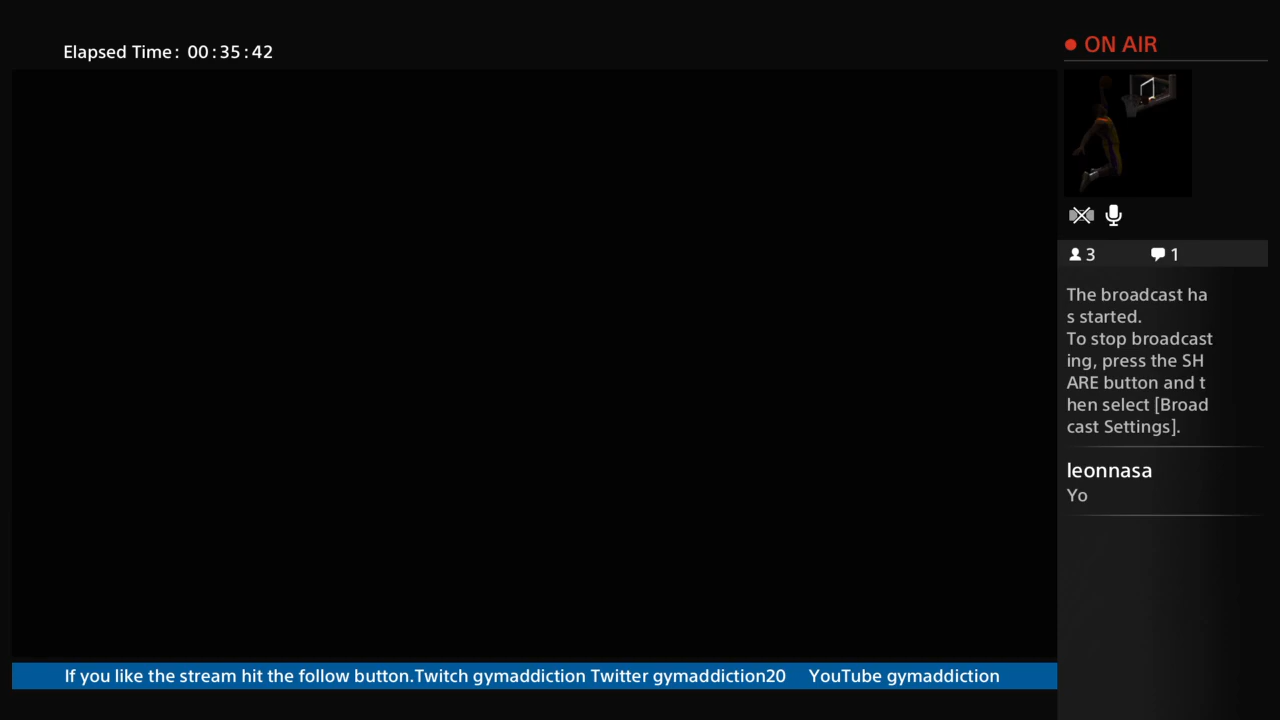 Elapsed Time: 00:35:42
ON AIR
3 1
The broadcast ha
s started.
To stop broadcast
ing, press the SH
ARE button and t
hen select [Broad
cast Settings].
leonnasa
Yo
If you like the stream hit the follow button.Twitch gymaddiction Twitter gymaddiction20 YouTube gymaddiction